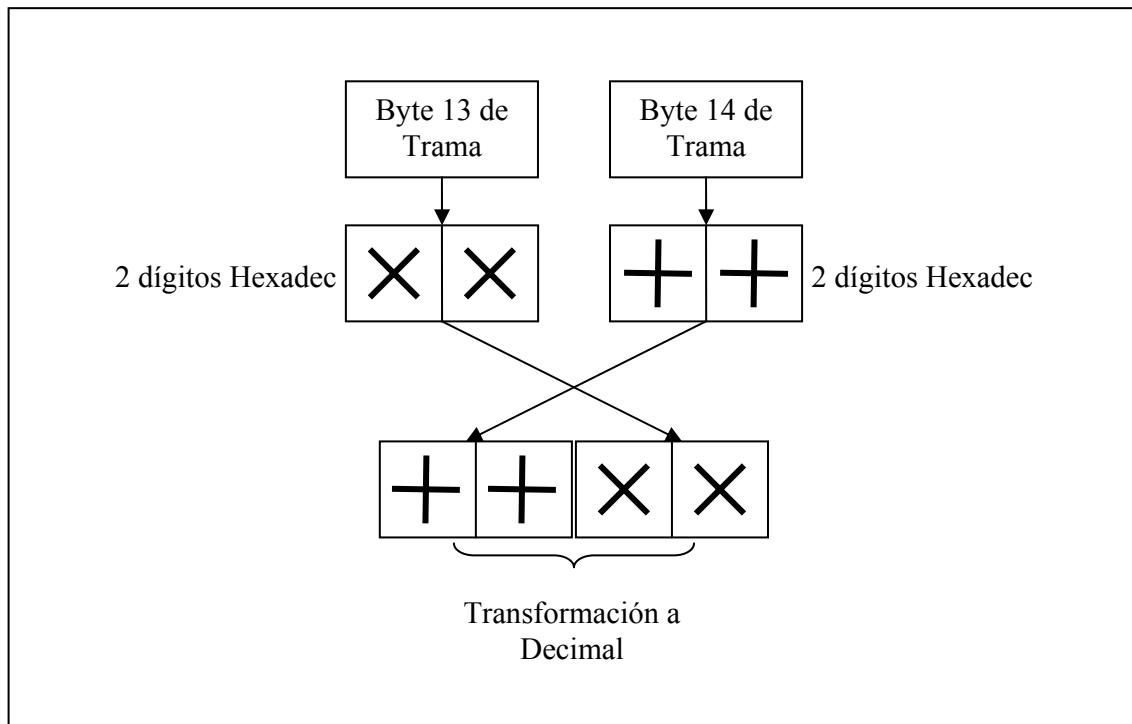 Byte 13 de
Trama
Byte 14 de
Trama
2 dígitos Hexadec
2 dígitos Hexadec
Transformación a
Decimal